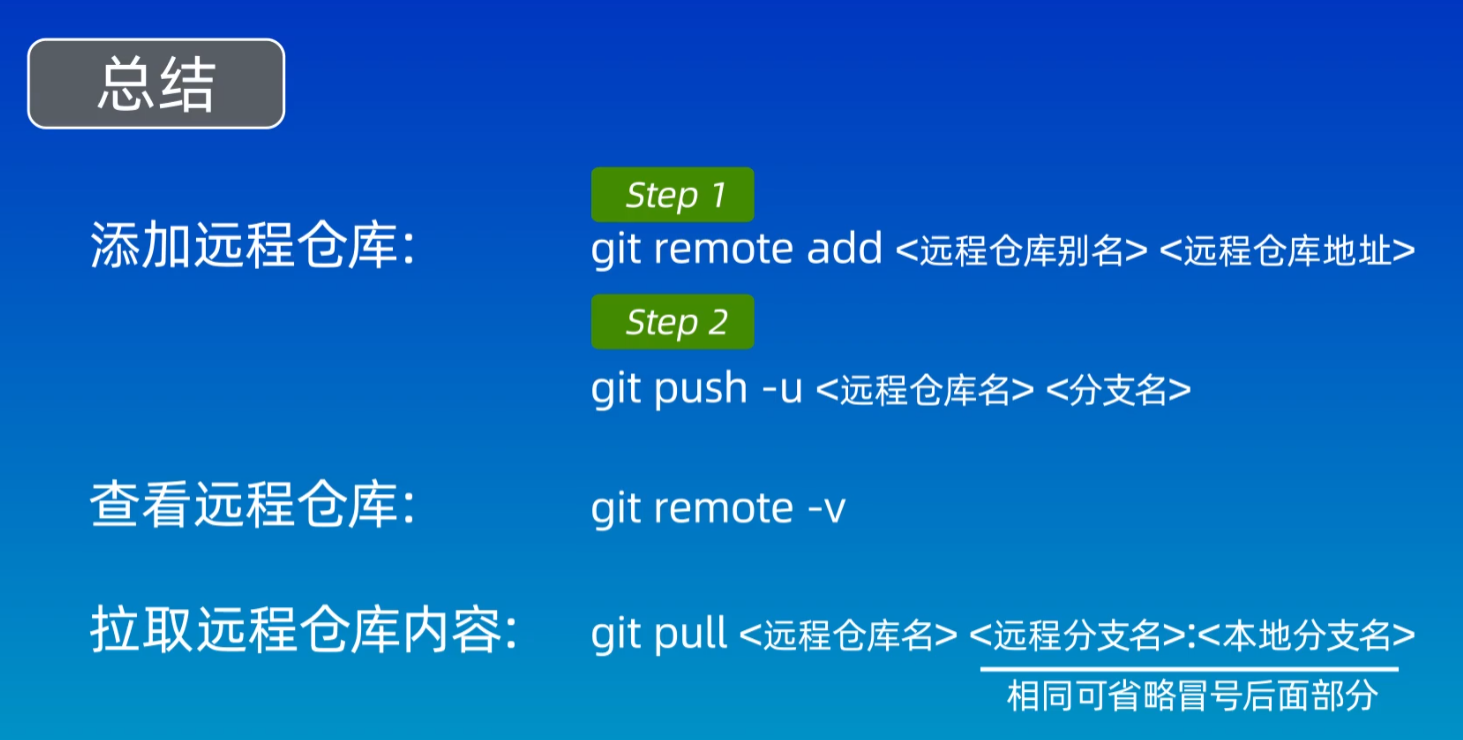 总结
Step 1
添加远程仓库: git remote add <远程仓库别名> <远程仓库地址>
Step 2
git push -u <远程仓库名> <分支名>
查看远程仓库: git remote -v
拉取远程仓库内容: git pull <远程仓库名> <远程分支名>:<本地分支名>
相同可省略冒号后面部分